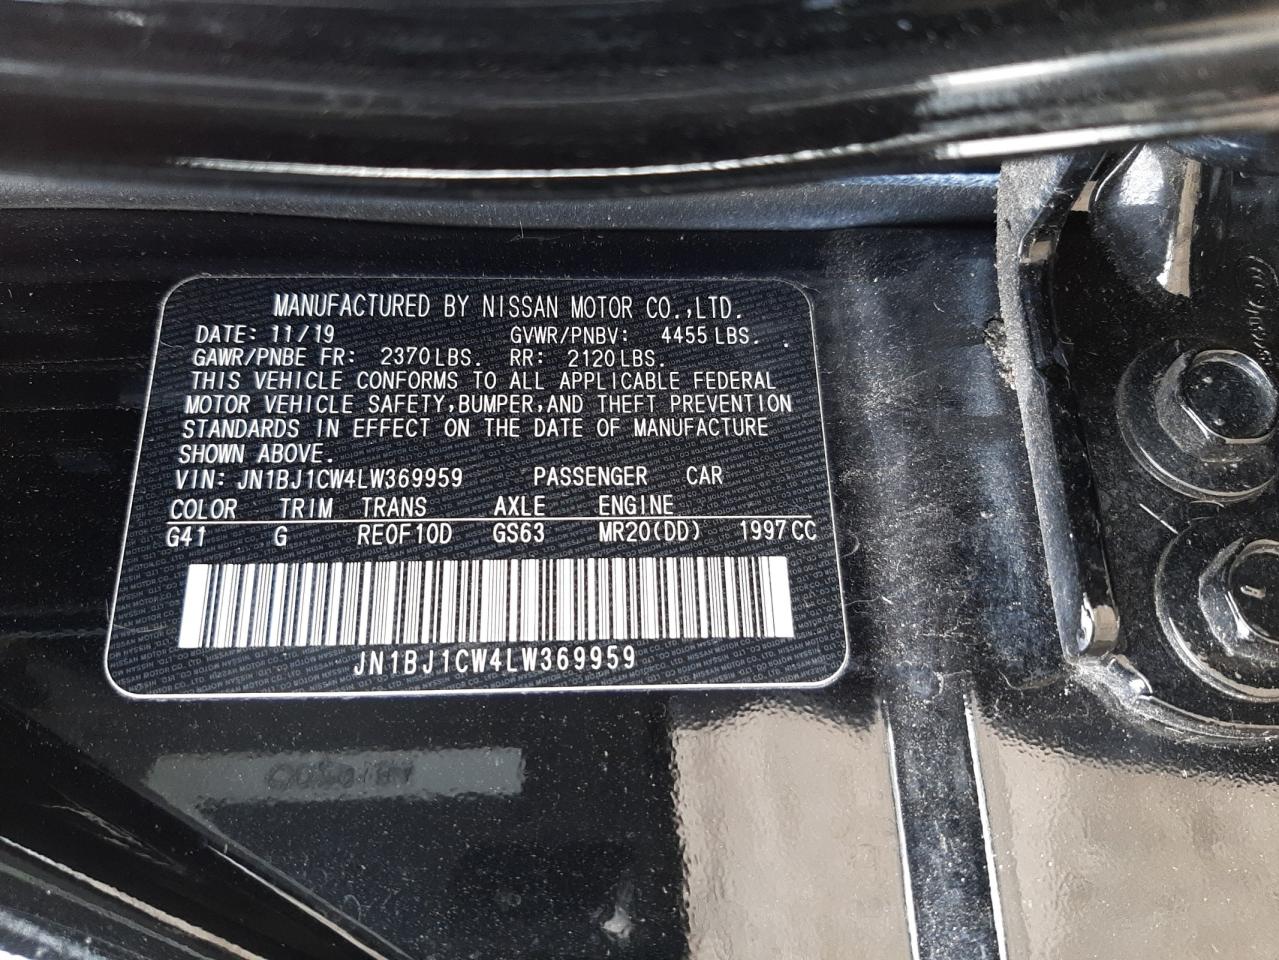 MANUFACTURED BY NISSAN MOTOR CO.,LTD.
DATE: 11/19 GVWR/PNBV: 4455 LBS.
GAWR/PNBE FR: 2370 LBS. RR: 2120 LBS.
THIS VEHICLE CONFORMS TO ALL APPLICABLE FEDERAL
MOTOR VEHICLE SAFETY,BUMPER,AND THEFT PREVENTION
STANDARDS IN EFFECT ON THE DATE OF MANUFACTURE
SHOWN ABOVE.
VIN: JN1BJ1CW4LW369959 PASSENGER CAR
COLOR TRIM TRANS AXLE ENGINE
G41 G REOF10D GS63 MR20(DD) 1997 CC
JN1BJ1CW4LW369959